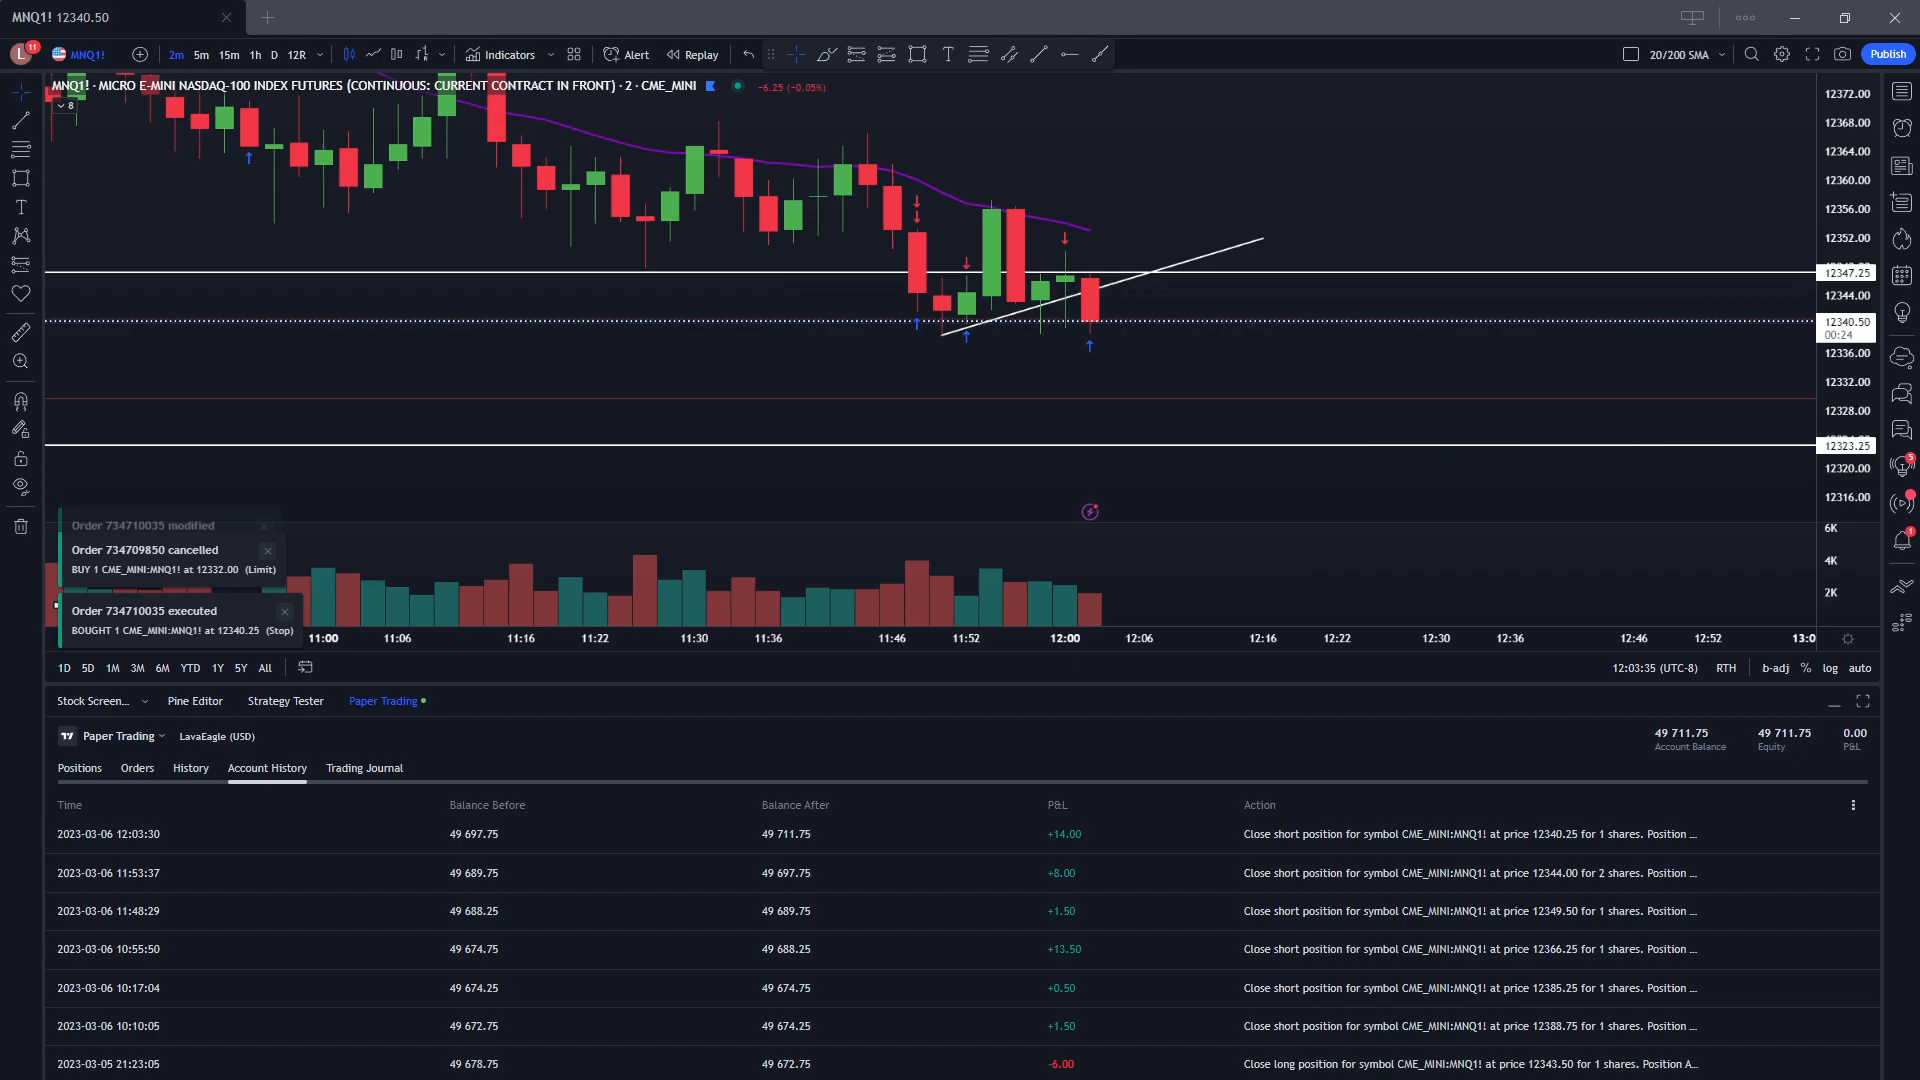 MNQ1! 12340.50
L 11 MNQ1! 2m 5m 15m 1h D 12R Indicators Alert Replay 20/200 SMA Publish
MNQ1! · MICRO E-MINI NASDAQ-100 INDEX FUTURES (CONTINUOUS: CURRENT CONTRACT IN FRONT) · 2 · CME_MINI -6.25 (-0.05%)
8
12372.00
12368.00
12364.00
12360.00
12356.00
12352.00
12347.25
12344.00
12340.50
00:24
12336.00
12332.00
12328.00
12323.25
12320.00
12316.00
5
1
Order 734710035 modified
Order 734709850 cancelled
BUY 1 CME_MINI:MNQ1! at 12332.00 (Limit)
Order 734710035 executed
BOUGHT 1 CME_MINI:MNQ1! at 12340.25 (Stop)
6K
4K
2K
11:00 11:06 11:16 11:22 11:30 11:36 11:46 11:52 12:00 12:06 12:16 12:22 12:30 12:36 12:46 12:52 13:0
1D 5D 1M 3M 6M YTD 1Y 5Y All 12:03:35 (UTC-8) RTH b-adj % log auto
Stock Screen... Pine Editor Strategy Tester Paper Trading
Paper Trading LavaEagle (USD) 49 711.75 49 711.75 0.00
Account Balance Equity P&L
Positions Orders History Account History Trading Journal
Time Balance Before Balance After P&L Action
2023-03-06 12:03:30 49 697.75 49 711.75 +14.00 Close short position for symbol CME_MINI:MNQ1! at price 12340.25 for 1 shares. Position ...
2023-03-06 11:53:37 49 689.75 49 697.75 +8.00 Close short position for symbol CME_MINI:MNQ1! at price 12344.00 for 2 shares. Position ...
2023-03-06 11:48:29 49 688.25 49 689.75 +1.50 Close short position for symbol CME_MINI:MNQ1! at price 12349.50 for 1 shares. Position ...
2023-03-06 10:55:50 49 674.75 49 688.25 +13.50 Close short position for symbol CME_MINI:MNQ1! at price 12366.25 for 1 shares. Position ...
2023-03-06 10:17:04 49 674.25 49 674.75 +0.50 Close short position for symbol CME_MINI:MNQ1! at price 12385.25 for 1 shares. Position ...
2023-03-06 10:10:05 49 672.75 49 674.25 +1.50 Close short position for symbol CME_MINI:MNQ1! at price 12388.75 for 1 shares. Position ...
2023-03-05 21:23:05 49 678.75 49 672.75 -6.00 Close long position for symbol CME_MINI:MNQ1! at price 12343.50 for 1 shares. Position A...